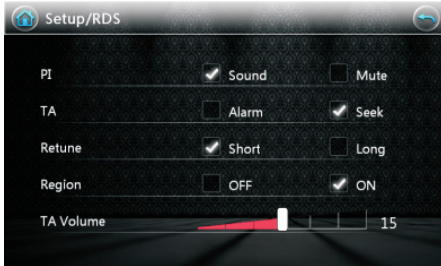 Setup/RDS
PI Sound Mute
TA Alarm Seek
Retune Short Long
Region OFF ON
TA Volume 15